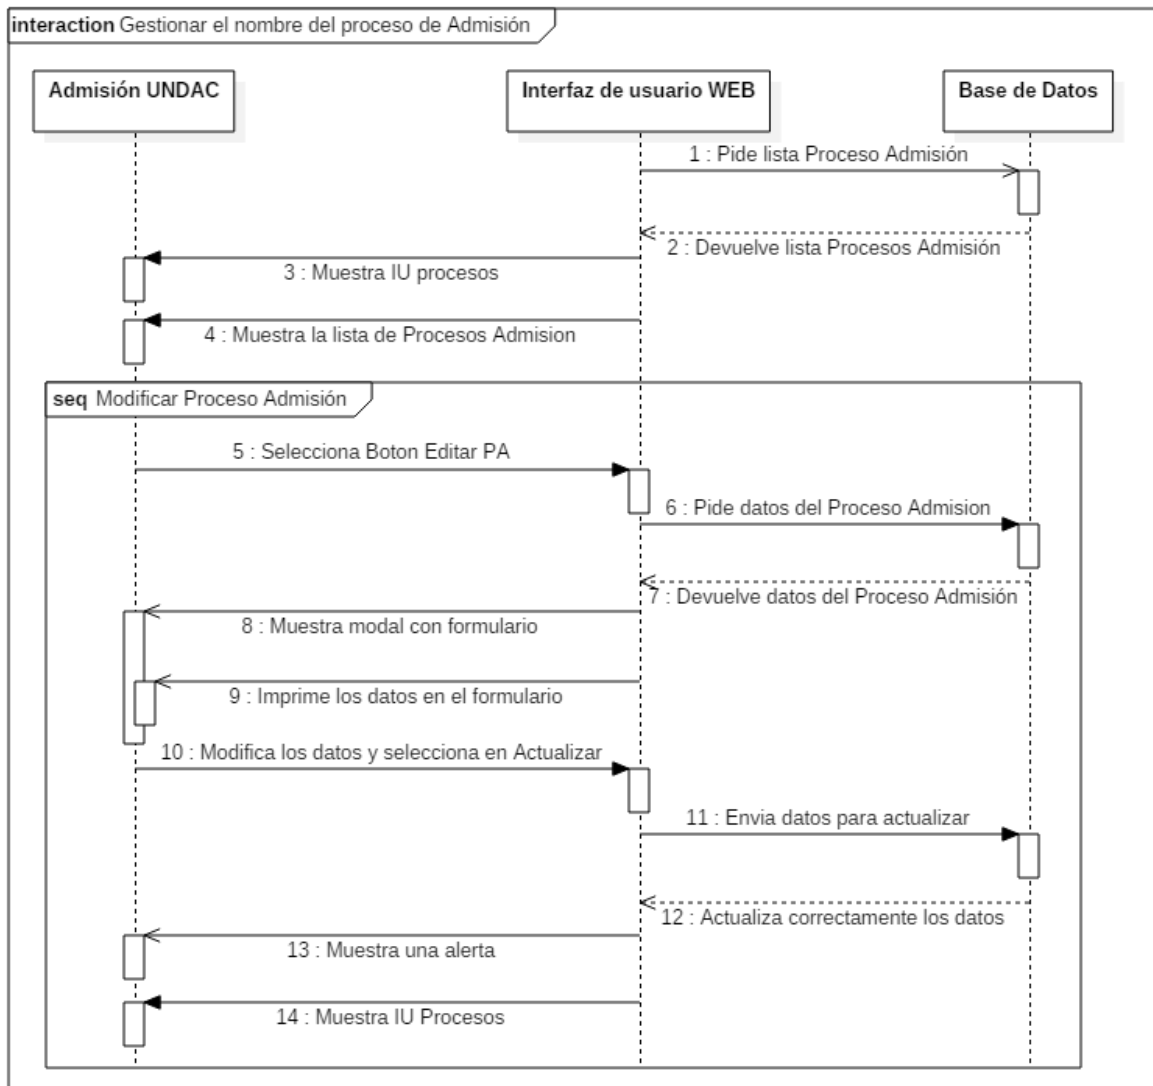 interaction Gestionar el nombre del proceso de Admisión
Admisión UNDAC
Interfaz de usuario WEB
Base de Datos
1 : Pide lista Proceso Admisión
2 : Devuelve lista Procesos Admisión
3 : Muestra IU procesos
4 : Muestra la lista de Procesos Admision
seq Modificar Proceso Admisión
5 : Selecciona Boton Editar PA
6 : Pide datos del Proceso Admision
7 : Devuelve datos del Proceso Admisión
8 : Muestra modal con formulario
9 : Imprime los datos en el formulario
10 : Modifica los datos y selecciona en Actualizar
11 : Envia datos para actualizar
12 : Actualiza correctamente los datos
13 : Muestra una alerta
14 : Muestra IU Procesos